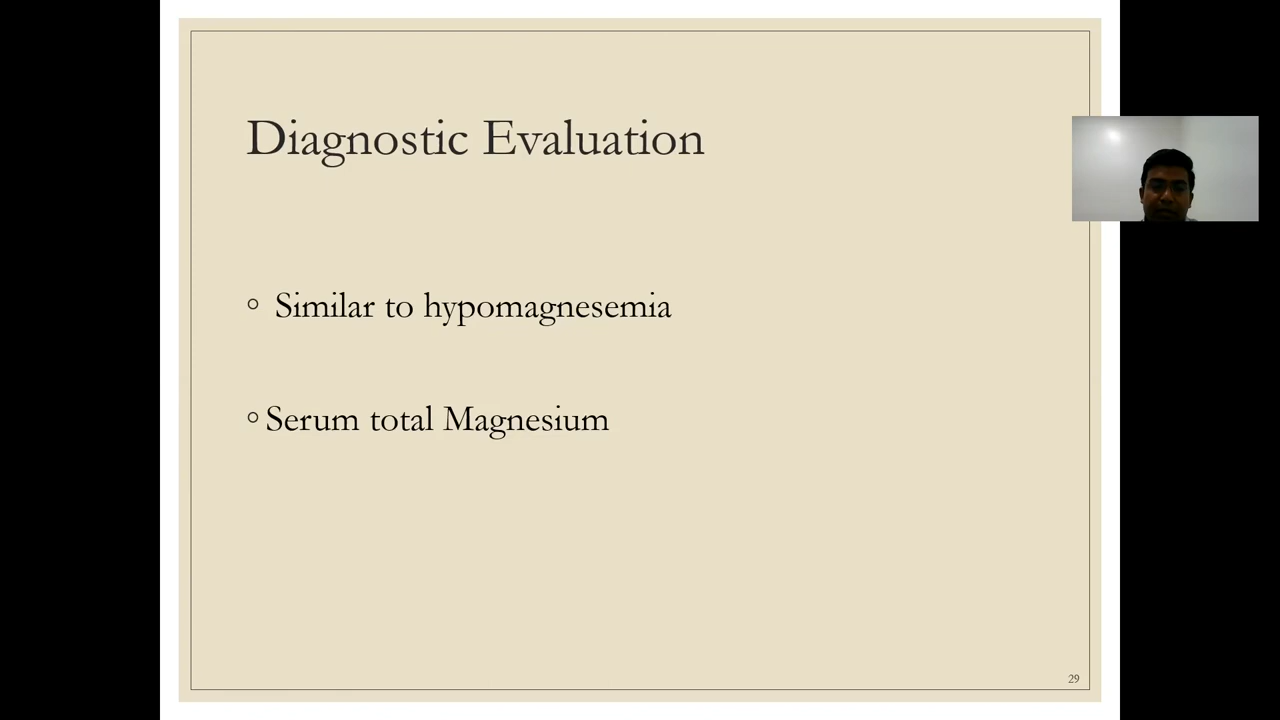 Diagnostic Evaluation
◦ Similar to hypomagnesemia
◦ Serum total Magnesium
29